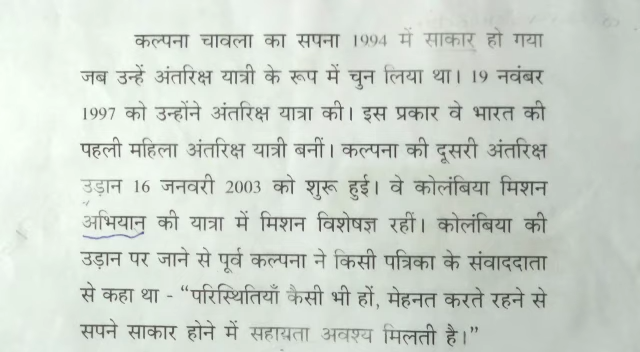 कल्पना चावला का सपना 1994 में साकार हो गया
जब उन्हें अंतरिक्ष यात्री के रूप में चुन लिया था। 19 नवंबर
1997 को उन्होंने अंतरिक्ष यात्रा की। इस प्रकार वे भारत की
पहली महिला अंतरिक्ष यात्री बनीं। कल्पना की दूसरी अंतरिक्ष
उड़ान 16 जनवरी 2003 को शुरू हुई। वे कोलंबिया मिशन
अभियान की यात्रा में मिशन विशेषज्ञ रहीं। कोलंबिया की
उड़ान पर जाने से पूर्व कल्पना ने किसी पत्रिका के संवाददाता
से कहा था - “परिस्थितियाँ कैसी भी हों, मेहनत करते रहने से
सपने साकार होने में सहायता अवश्य मिलती है।”